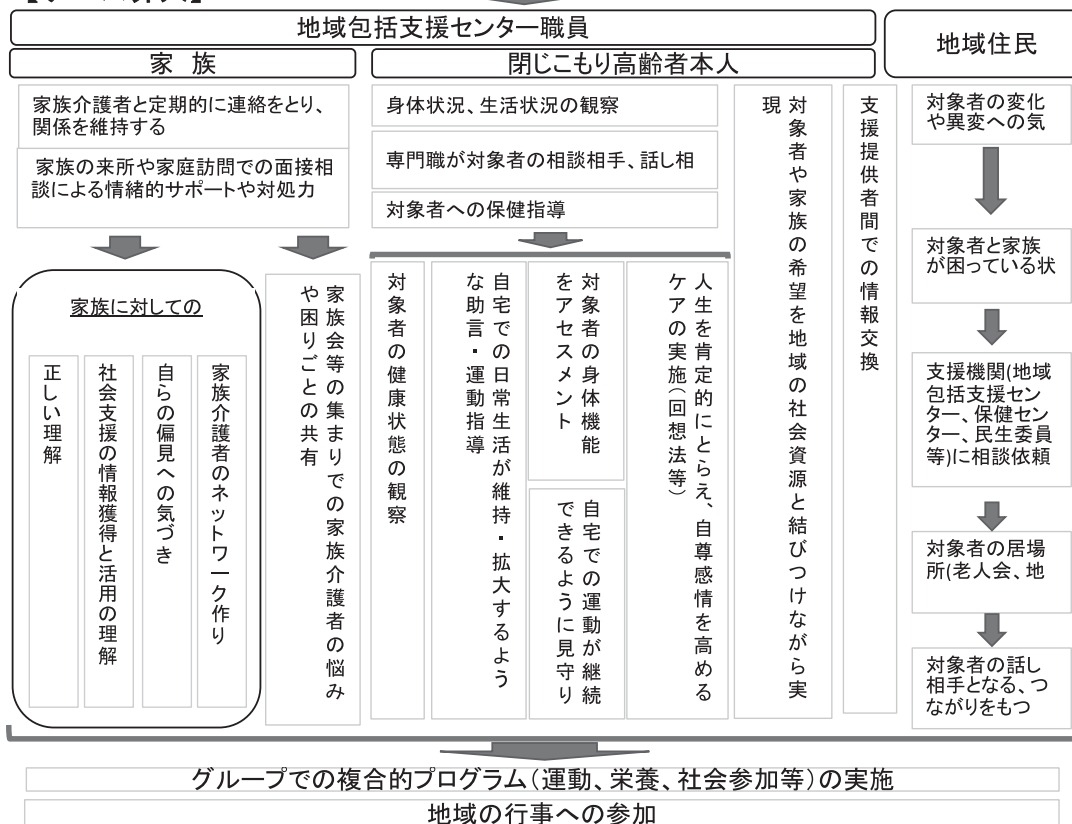 地域包括支援センター職員
家 族
家族介護者と定期的に連絡をとり、
関係を維持する
家族の来所や家庭訪問での面接相
談による情緒的サポートや対処力
家族に対しての
正しい理解
社会支援の情報獲得と活用の理解
自らの偏見への気づき
家族介護者のネットワーク作り
家族会等の集まりでの家族介護者の悩み
や困りごとの共有
閉じこもり高齢者本人
身体状況、生活状況の観察
専門職が対象者の相談相手、話し相
対象者への保健指導
対象者の健康状態の観察
自宅での日常生活が維持・拡大するよう
な助言・運動指導
対象者の身体機能
をアセスメント
自宅での運動が継続
できるように見守り
人生を肯定的にとらえ、自尊感情を高める
ケアの実施（回想法等）
対象者や家族の希望を地域の社会資源と結びつけながら実
現
支援提供者間での情報交換
地域住民
対象者の変化
や異変への気
対象者と家族
が困っている状
支援機関(地域
包括支援セン
ター、保健セン
ター、民生委員
等)に相談依頼
対象者の居場
所(老人会、地
対象者の話し
相手となる、つ
ながりをもつ
グループでの複合的プログラム（運動、栄養、社会参加等）の実施
地域の行事への参加